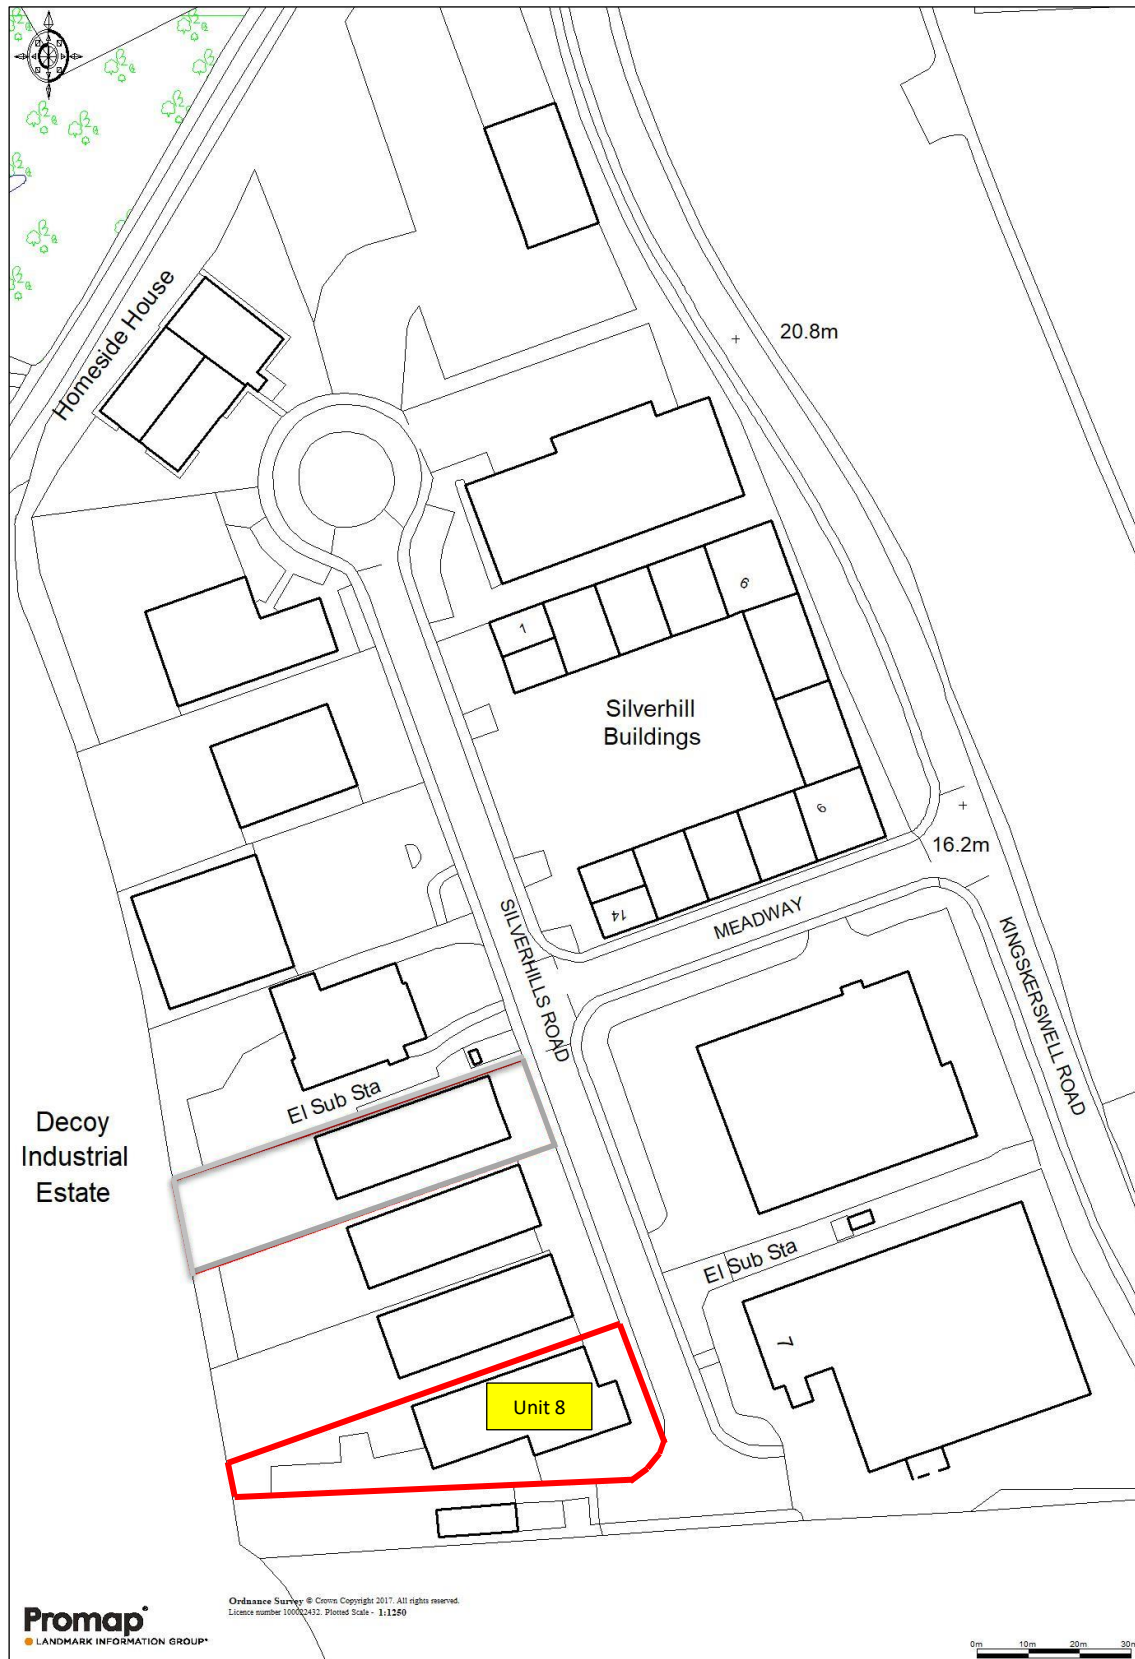 Homeside House
20.8m
1
6
Silverhill
Buildings
9
14
16.2m
MEADWAY
SILVERHILLS ROAD
KINGSKERSWELL ROAD
El Sub Sta
Decoy
Industrial
Estate
El Sub Sta
7
Unit 8
Promap®
LANDMARK INFORMATION GROUP®
Ordnance Survey © Crown Copyright 2017. All rights reserved.
Licence number 100022432. Plotted Scale - 1:1250
0m 10m 20m 30m